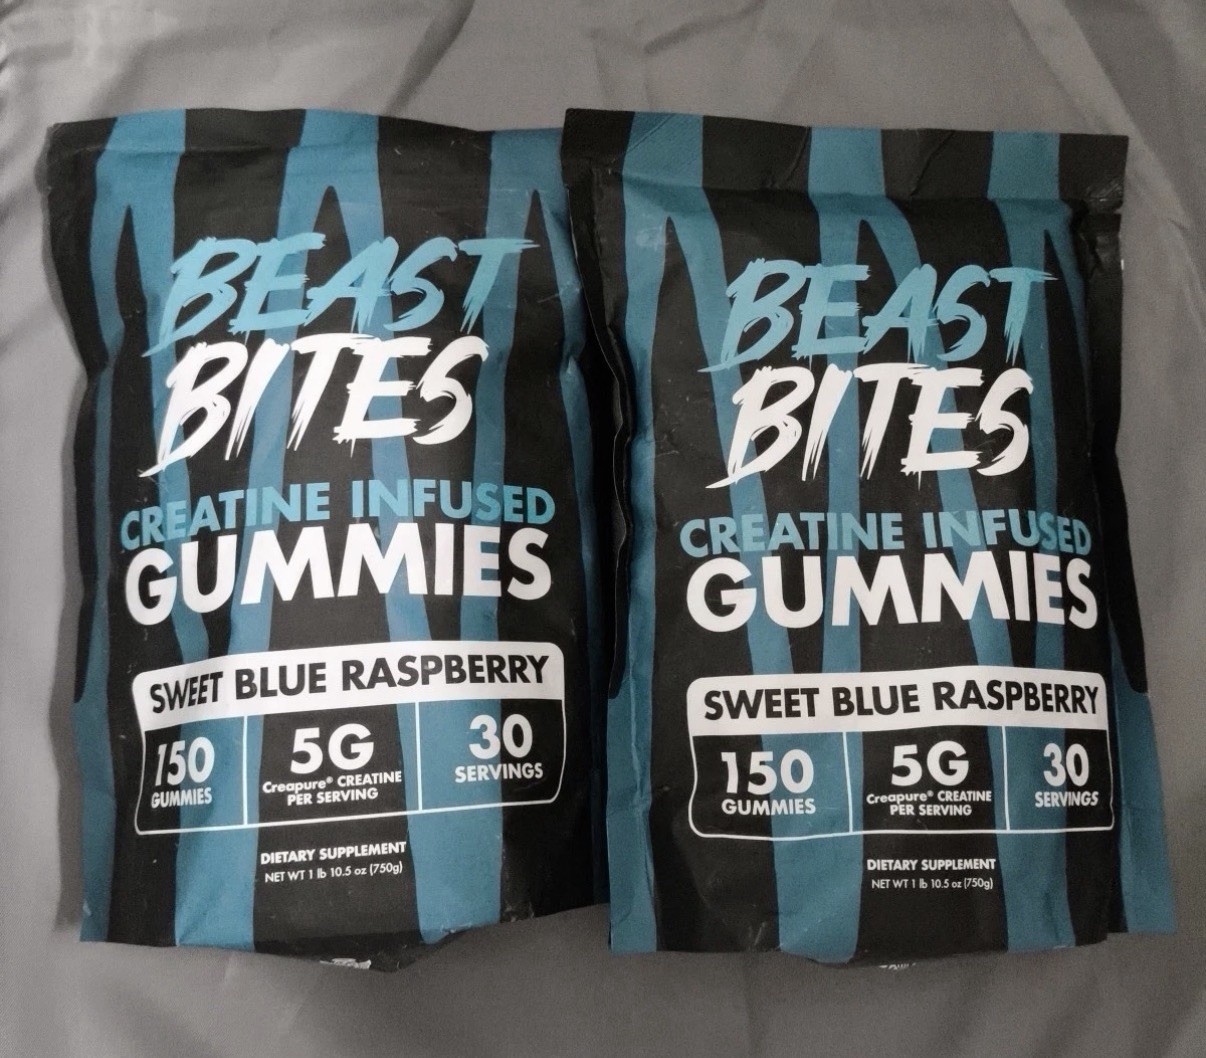 BEAST
BITES
CREATINE INFUSED
GUMMIES
SWEET BLUE RASPBERRY
150
GUMMIES
5G
Creapure® CREATINE
PER SERVING
30
SERVINGS
DIETARY SUPPLEMENT
NET WT 1 lb 10.5 oz (750g)
BEAST
BITES
CREATINE INFUSED
GUMMIES
SWEET BLUE RASPBERRY
150
GUMMIES
5G
Creapure® CREATINE
PER SERVING
30
SERVINGS
DIETARY SUPPLEMENT
NET WT 1 lb 10.5 oz (750g)